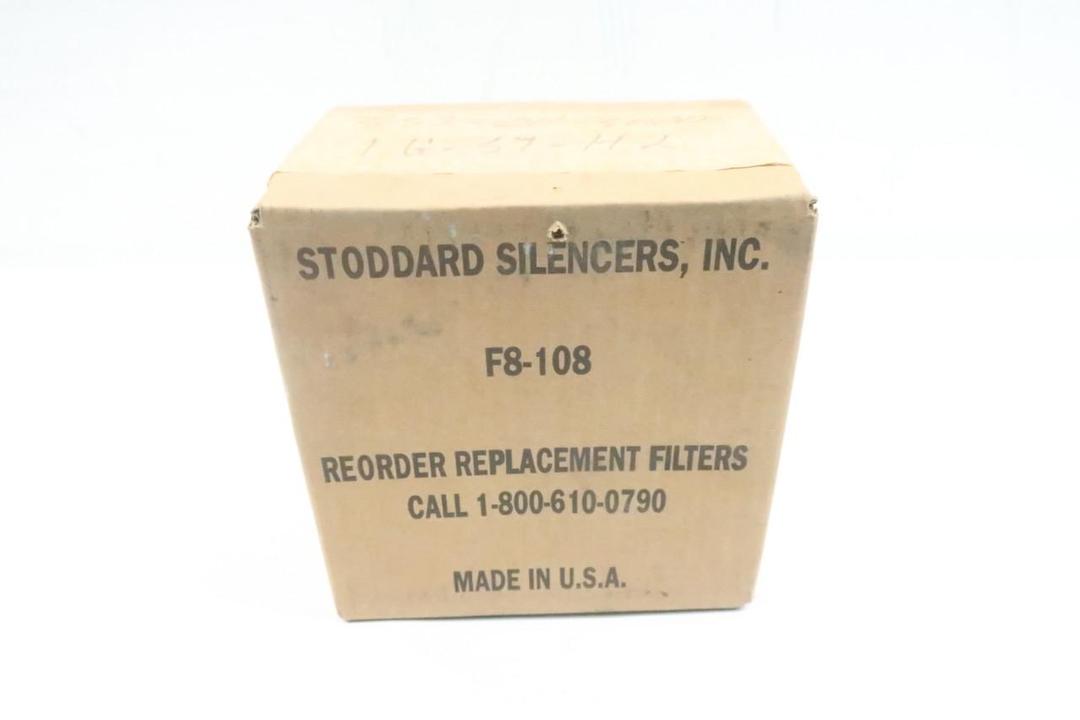 STODDARD SILENCERS, INC.
F8-108
REORDER REPLACEMENT FILTERS
CALL 1-800-610-0790
MADE IN U.S.A.